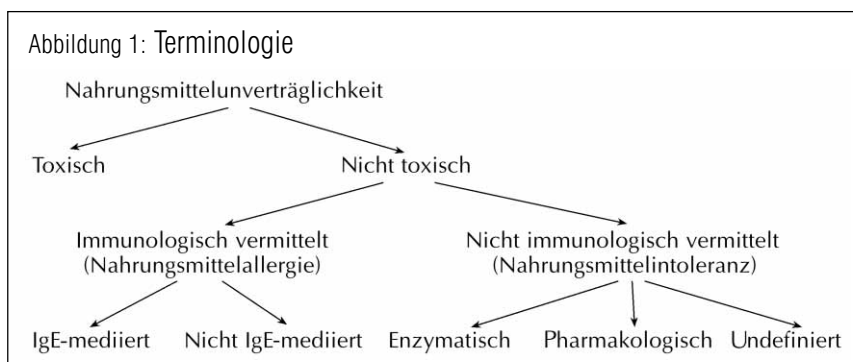 Abbildung 1: Terminologie
Nahrungsmittelunverträglichkeit
Toxisch Nicht toxisch
Immunologisch vermittelt Nicht immunologisch vermittelt
(Nahrungsmittelallergie) (Nahrungsmittelintoleranz)
IgE-mediiert Nicht IgE-mediiert Enzymatisch Pharmakologisch Undefiniert